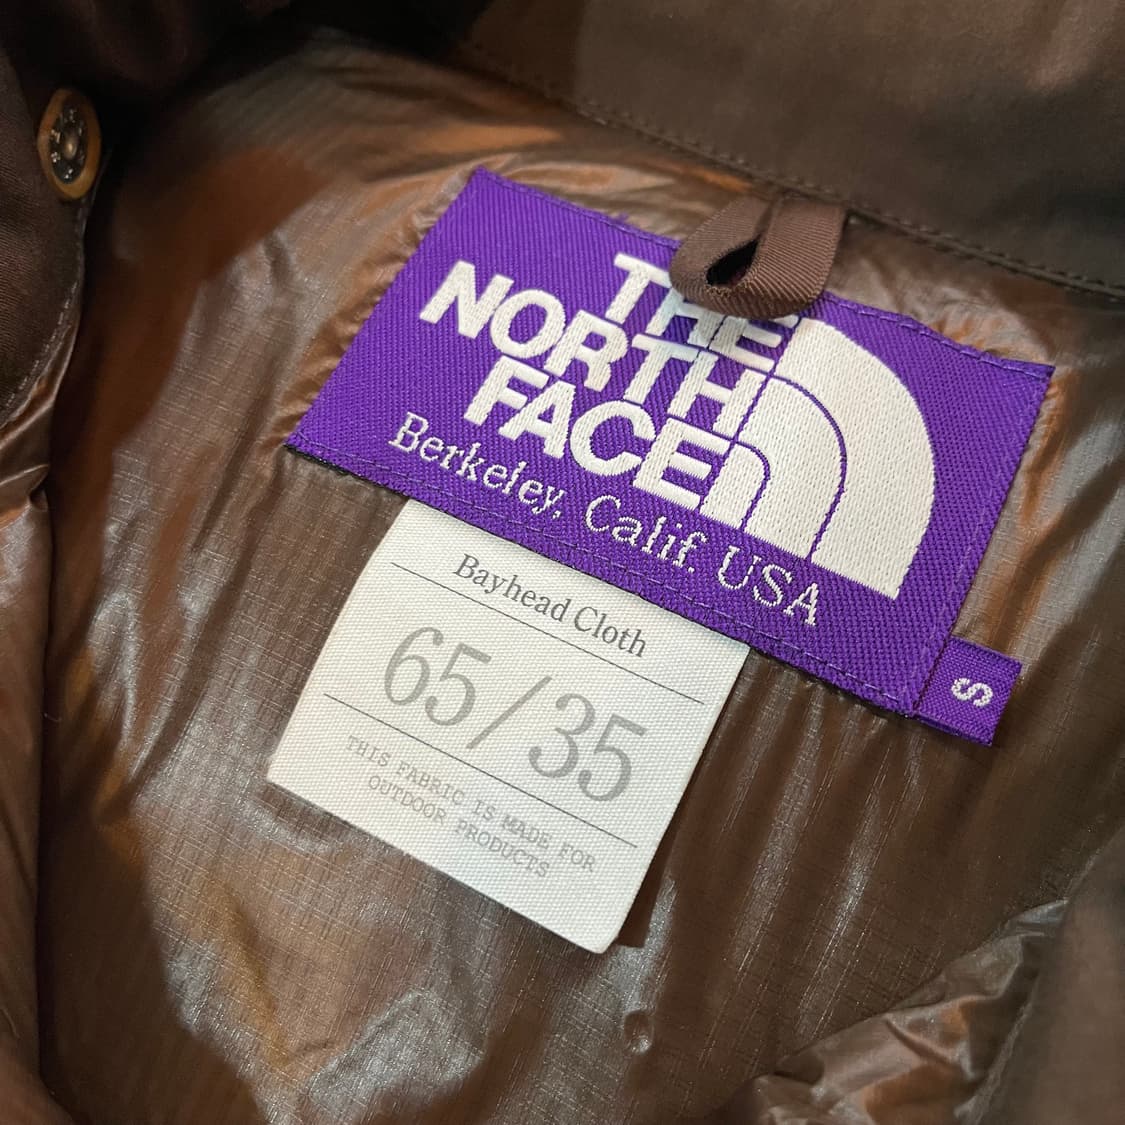 THE
NORTH
FACE
Berkeley, Calif. USA
S
Bayhead Cloth
65/35
THIS FABRIC IS MADE FOR
OUTDOOR PRODUCTS